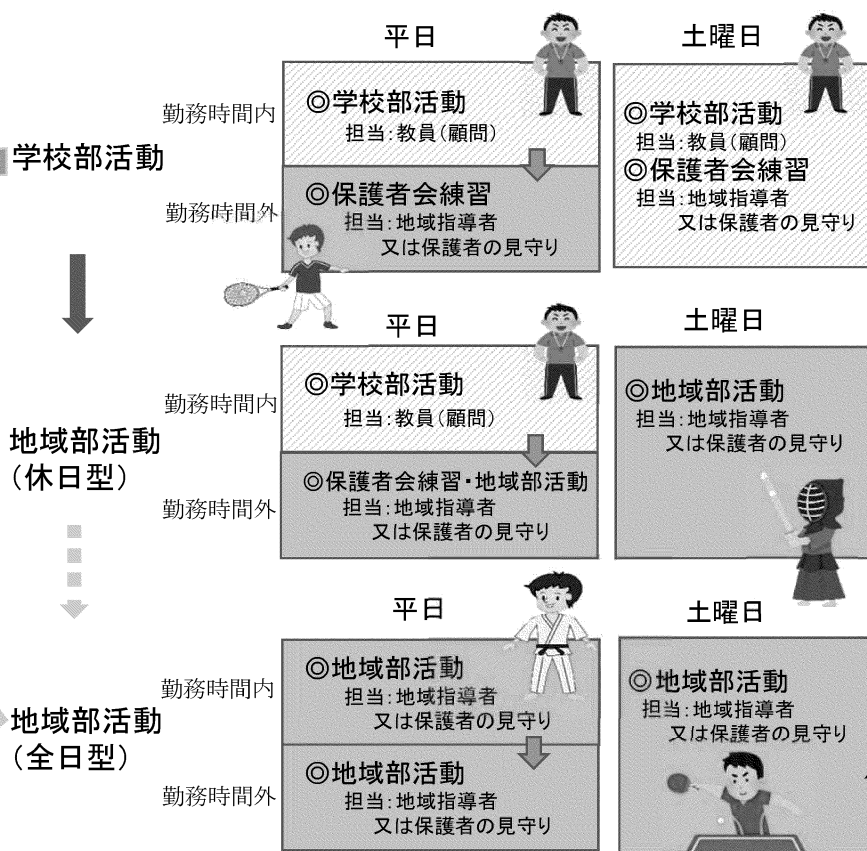 平日
土曜日
学校部活動
勤務時間内
◎学校部活動
担当:教員(顧問)
勤務時間外
◎保護者会練習
担当:地域指導者
又は保護者の見守り
◎学校部活動
担当:教員(顧問)
◎保護者会練習
担当:地域指導者
又は保護者の見守り
平日
土曜日
地域部活動
(休日型)
勤務時間内
◎学校部活動
担当:教員(顧問)
勤務時間外
◎保護者会練習・地域部活動
担当:地域指導者
又は保護者の見守り
◎地域部活動
担当:地域指導者
又は保護者の見守り
平日
土曜日
地域部活動
(全日型)
勤務時間内
◎地域部活動
担当:地域指導者
又は保護者の見守り
勤務時間外
◎地域部活動
担当:地域指導者
又は保護者の見守り
◎地域部活動
担当:地域指導者
又は保護者の見守り